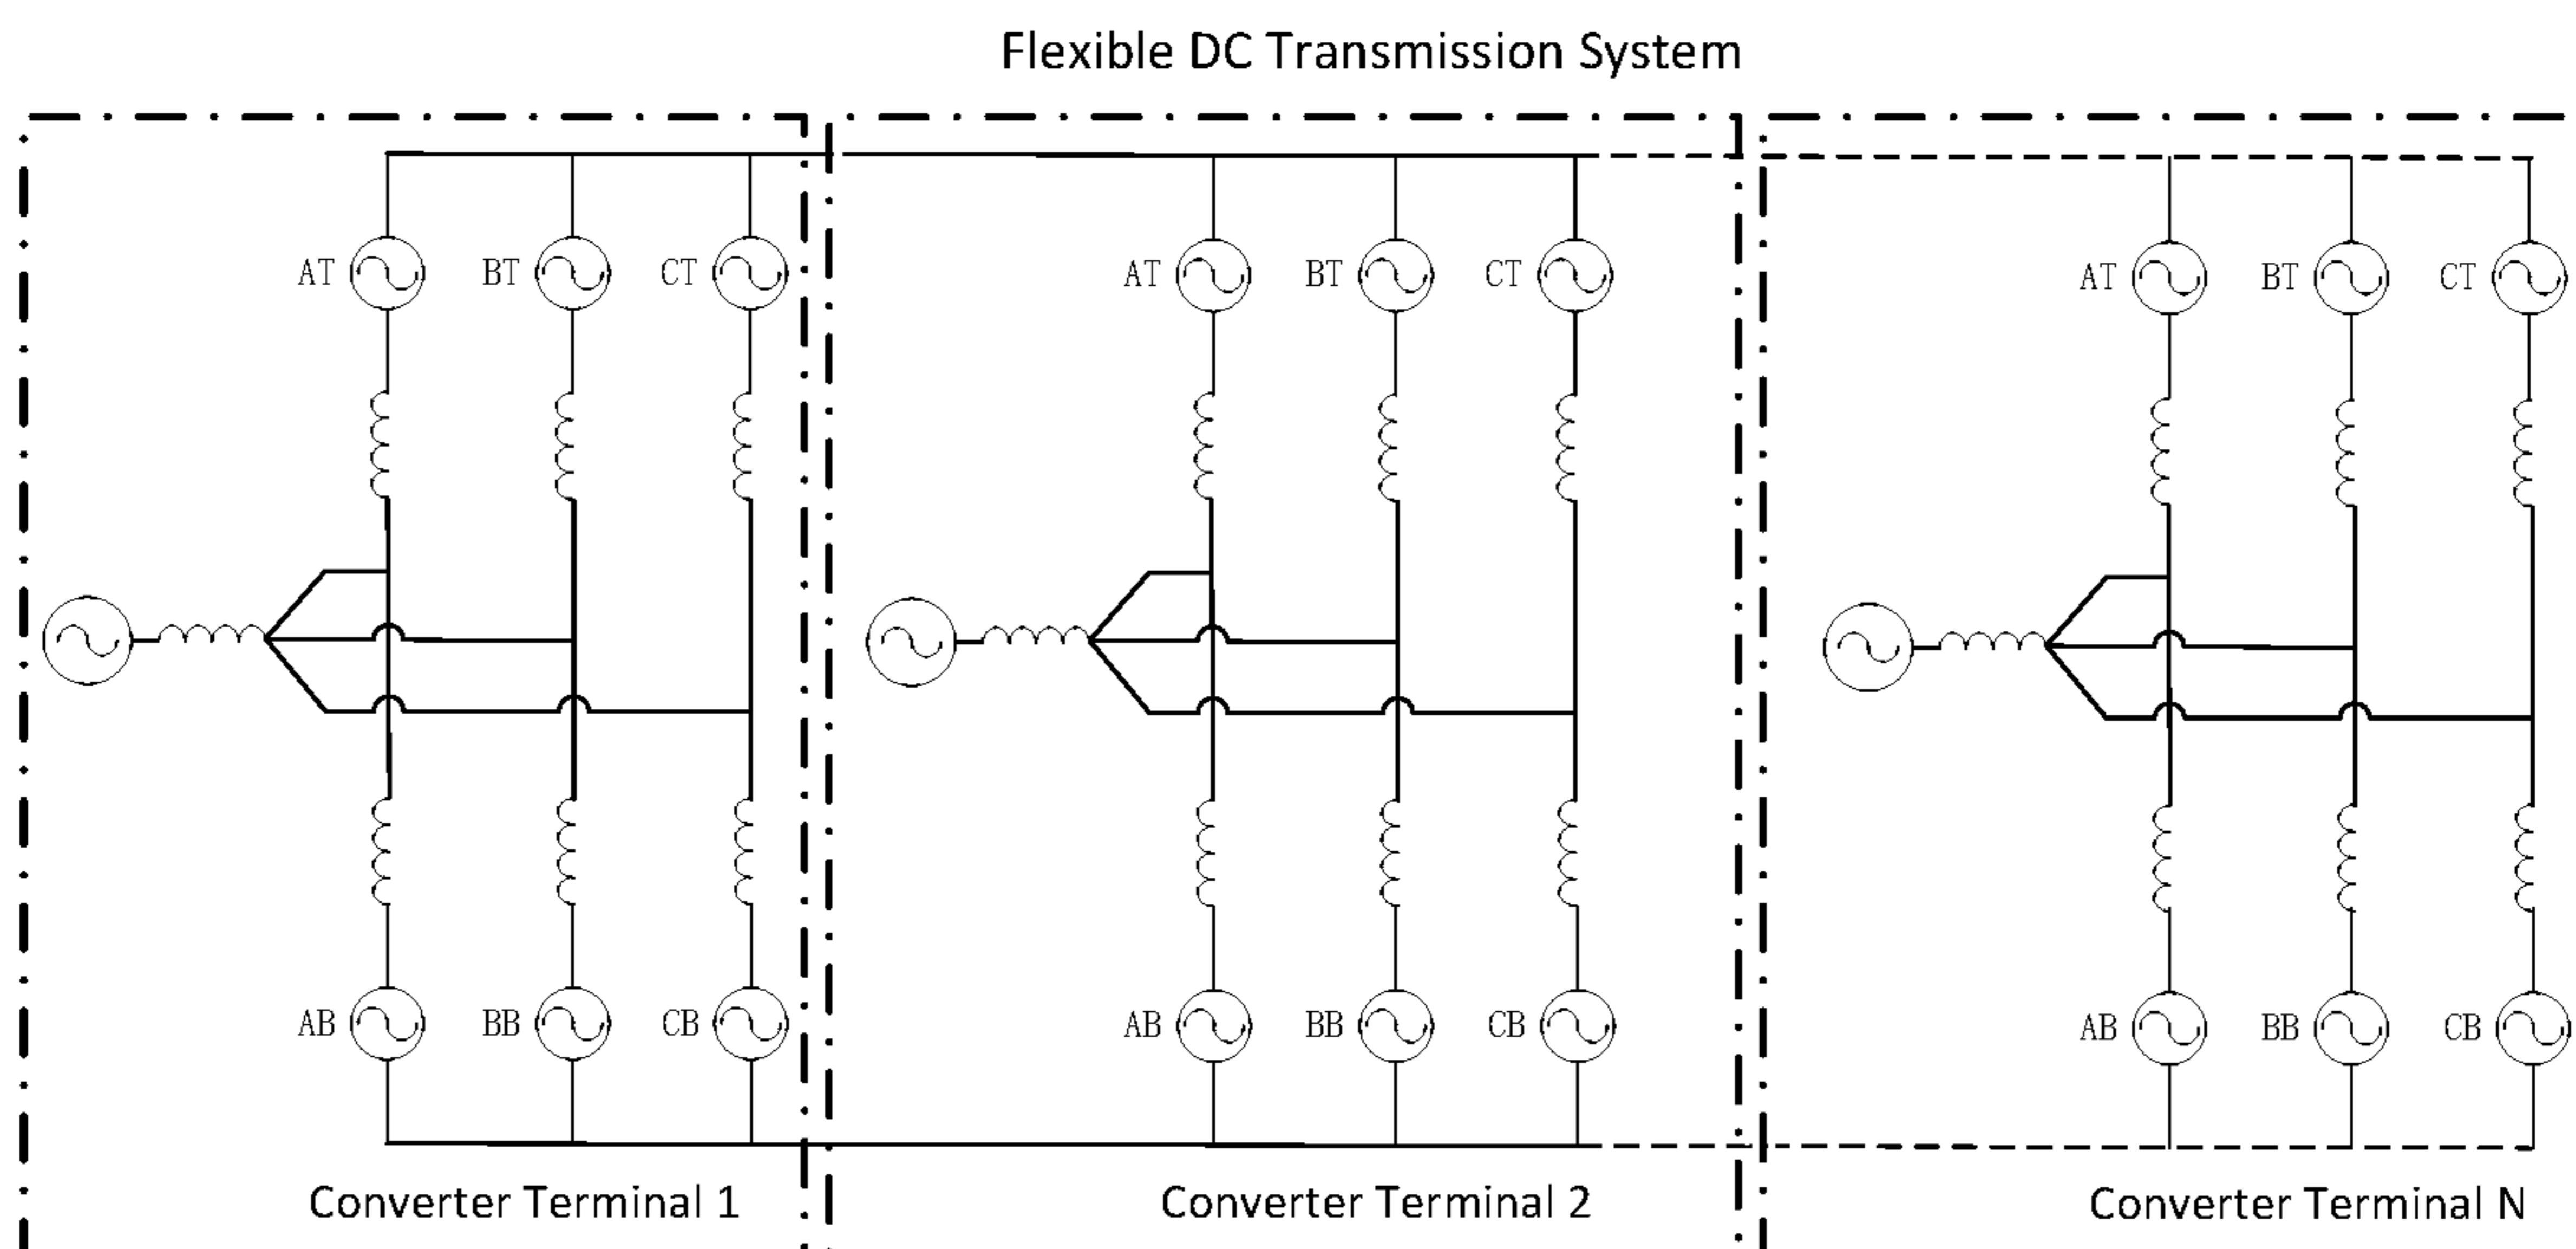 Flexible DC Transmission System
AT BT CT AT BT CT AT BT CT
AB BB CB AB BB CB AB BB CB
Converter Terminal 1 Converter Terminal 2 Converter Terminal N